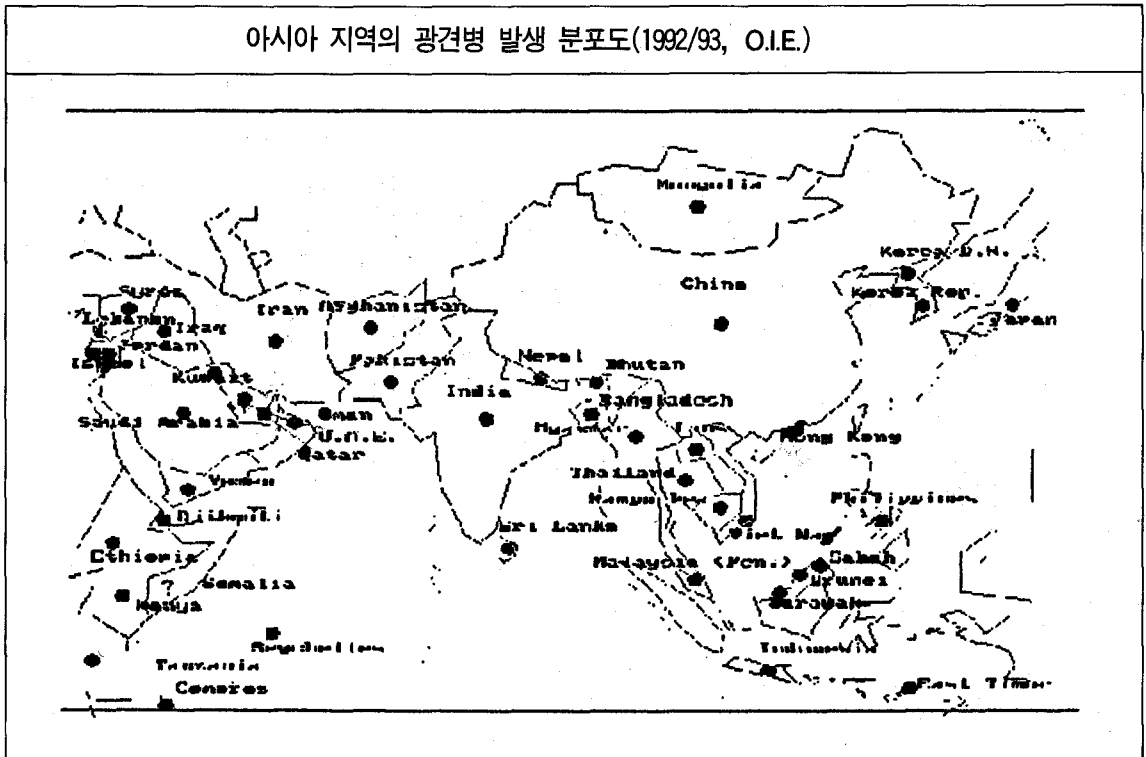 아시아 지역의 광견병 발생 분포도(1992/93, O.I.E.)
Mongolia
Korea D.
China
Korea Rep.
Syria
Iran
Afghanistan
Japan
Lebanon
Iraq
Jordan
Israel
Pakistan
Nepal
Bhutan
Kuwait
India
Bangladesh
Saudi Arabia
Oman
U.A.E.
Hong Kong
Qatar
Thailand
Yemen
Philippines
Djibouti
Sri Lanka
Viet Nam
Ethiopia
Malaysia (Pen.)
Sabah
?
Somalia
Brunei
Kenya
Sarawak
Seychelles
Indonesia
Tanzania
Comores
East Timor